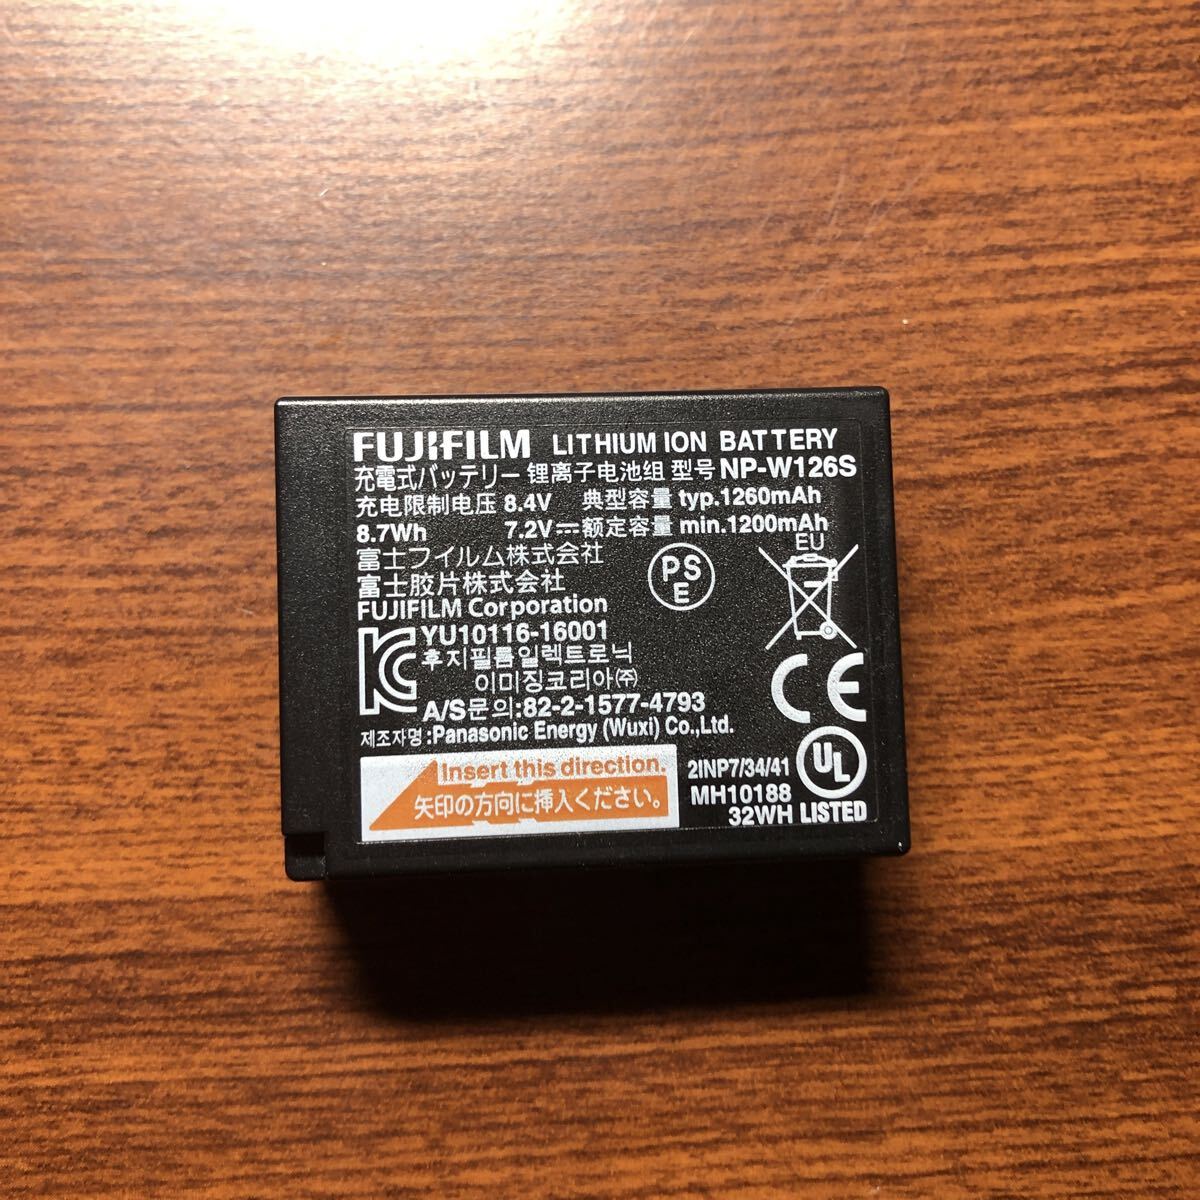 FUJIFILM LITHIUM ION BATTERY
充電式バッテリー 锂离子电池组 型号 NP-W126S
充电限制电压 8.4V 典型容量 typ.1260mAh
8.7Wh 7.2V⎓额定容量 min.1200mAh
富士フイルム株式会社
富士胶片株式会社
FUJIFILM Corporation
PS
E
EU
YU10116-16001
후지필름일렉트로닉
이미징코리아㈜
A/S문의:82-2-1577-4793
제조자명:Panasonic Energy (Wuxi) Co.,Ltd.
CE
Insert this direction.
矢印の方向に挿入ください。
2INP7/34/41
MH10188
32WH
UL
LISTED